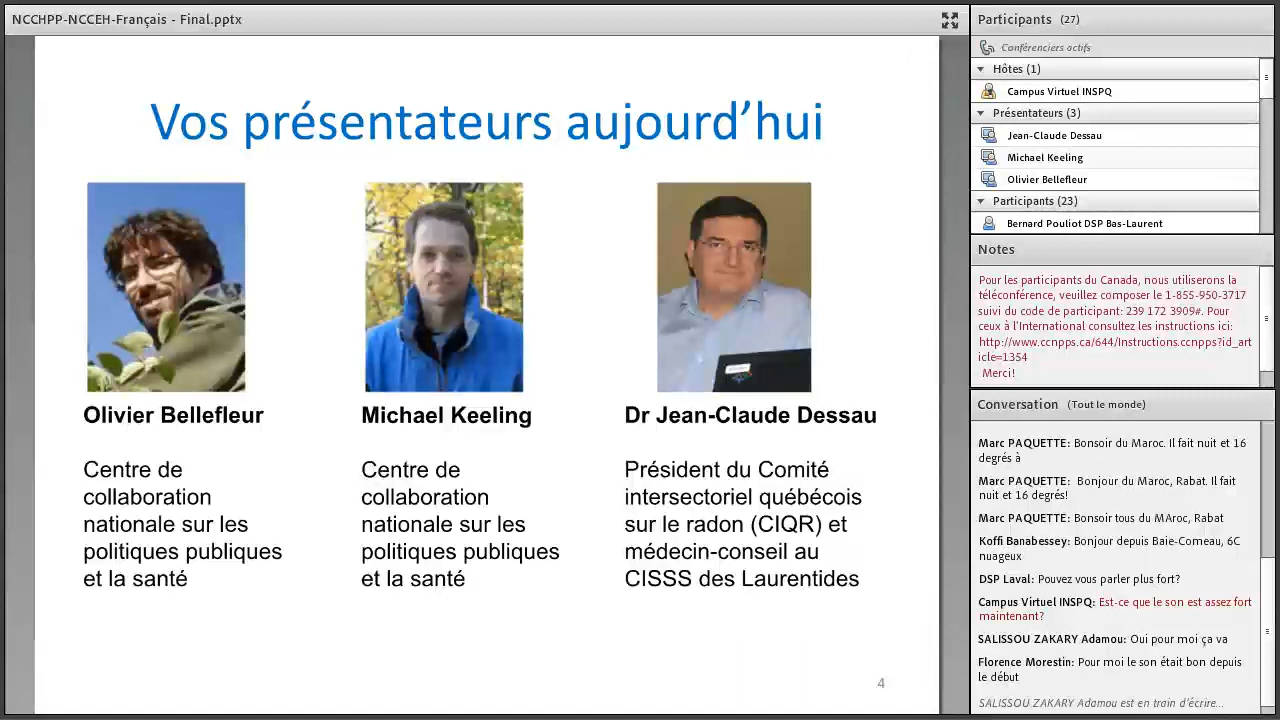 NCCHPP-NCCEH-Français - Final.pptx
Vos présentateurs aujourd’hui
Olivier Bellefleur
Centre de
collaboration
nationale sur les
politiques publiques
et la santé
Michael Keeling
Centre de
collaboration
nationale sur les
politiques publiques
et la santé
Dr Jean-Claude Dessau
Président du Comité
intersectoriel québécois
sur le radon (CIQR) et
médecin-conseil au
CISSS des Laurentides
4
Participants (27)
Conférenciers actifs
Hôtes (1)
Campus Virtuel INSPQ
Présentateurs (3)
Jean-Claude Dessau
Michael Keeling
Olivier Bellefleur
Participants (23)
Bernard Pouliot DSP Bas-Laurent
Notes
Pour les participants du Canada, nous utiliserons la
téléconférence, veuillez composer le 1-855-950-3717
suivi du code de participant: 239 172 3909#. Pour
ceux à l'International consultez les instructions ici:
http://www.ccnpps.ca/644/Instructions.ccnpps?id_art
icle=1354
Merci!
Conversation (Tout le monde)
Marc PAQUETTE: Bonsoir du Maroc. Il fait nuit et 16
degrés à
Marc PAQUETTE: Bonjour du Maroc, Rabat. Il fait
nuit et 16 degrés!
Marc PAQUETTE: Bonsoir tous du MAroc, Rabat
Koffi Banabessey: Bonjour depuis Baie-Comeau, 6C
nuageux
DSP Laval: Pouvez vous parler plus fort?
Campus Virtuel INSPQ: Est-ce que le son est assez fort
maintenant?
SALISSOU ZAKARY Adamou: Oui pour moi ça va
Florence Morestin: Pour moi le son était bon depuis
le début
SALISSOU ZAKARY Adamou est en train d'écrire...